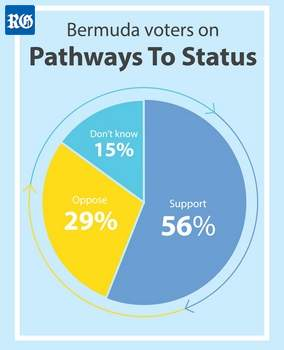 RG
Bermuda voters on
Pathways To Status
Don't know
15%
Oppose
29%
Support
56%